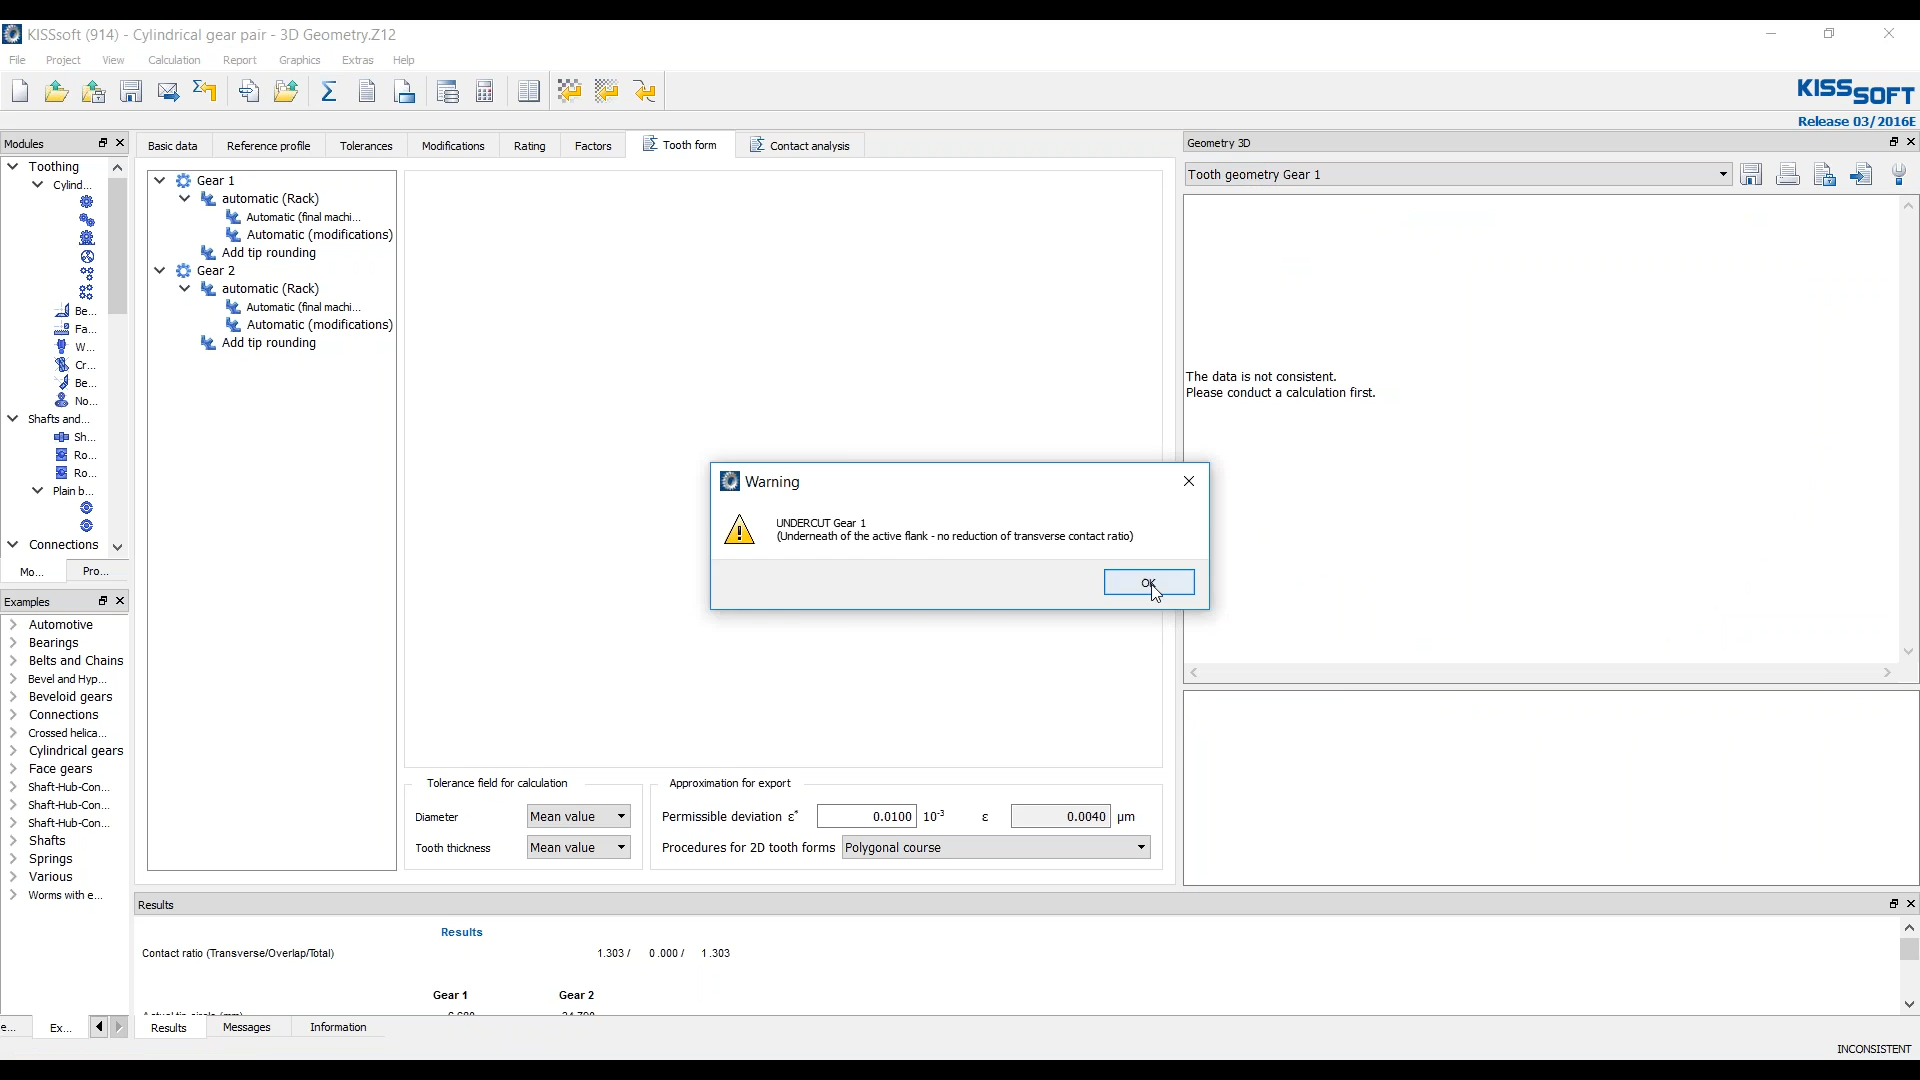 KISSsoft (914) - Cylindrical gear pair - 3D Geometry.Z12
File Project View Calculation Report Graphics Extras Help
KISSSOFT
Release 03/2016E
Modules
Toothing
Cylind...
Be...
Fa...
W...
Cr...
Be...
No...
Shafts and...
Sh...
Ro...
Ro...
Plain b...
Connections
Mo... Pro...
Examples
Automotive
Bearings
Belts and Chains
Bevel and Hyp...
Beveloid gears
Connections
Crossed helica...
Cylindrical gears
Face gears
Shaft-Hub-Con...
Shaft-Hub-Con...
Shaft-Hub-Con...
Shafts
Springs
Various
Worms with e...
e... Ex...
Basic data Reference profile Tolerances Modifications Rating Factors Tooth form Contact analysis
Gear 1
automatic (Rack)
Automatic (final machi...
Automatic (modifications)
Add tip rounding
Gear 2
automatic (Rack)
Automatic (final machi...
Automatic (modifications)
Add tip rounding
Tolerance field for calculation
Diameter Mean value
Tooth thickness Mean value
Approximation for export
Permissible deviation ε* 0.0100 10-3 ε 0.0040 μm
Procedures for 2D tooth forms Polygonal course
Geometry 3D
Tooth geometry Gear 1
The data is not consistent.
Please conduct a calculation first.
Warning
UNDERCUT Gear 1
(Underneath of the active flank - no reduction of transverse contact ratio)
OK
Results
Results
Contact ratio (Transverse/Overlap/Total) 1.303 / 0.000 / 1.303
Gear 1 Gear 2
Results Messages Information
INCONSISTENT